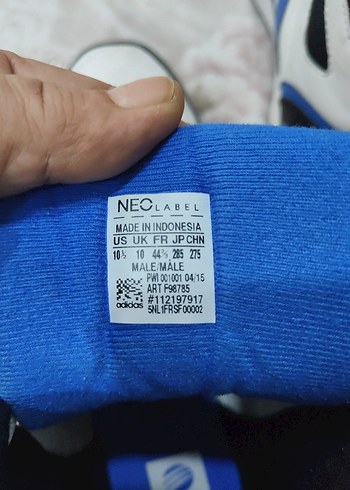 NEO LABEL
MADE IN INDONESIA
US UK FR JP CHN
10½ 10 44⅔ 285 275
MALE/MÂLE
PWI 001001 04/15
ART F98785
#112197917
5NL1FRSF00002
adidas